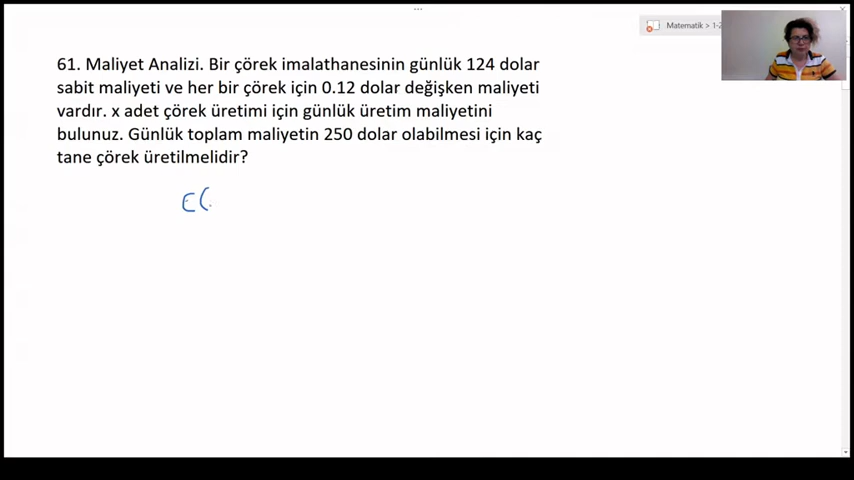 Matematik > 1-2
61. Maliyet Analizi. Bir çörek imalathanesinin günlük 124 dolar
sabit maliyeti ve her bir çörek için 0.12 dolar değişken maliyeti
vardır. x adet çörek üretimi için günlük üretim maliyetini
bulunuz. Günlük toplam maliyetin 250 dolar olabilmesi için kaç
tane çörek üretilmelidir?